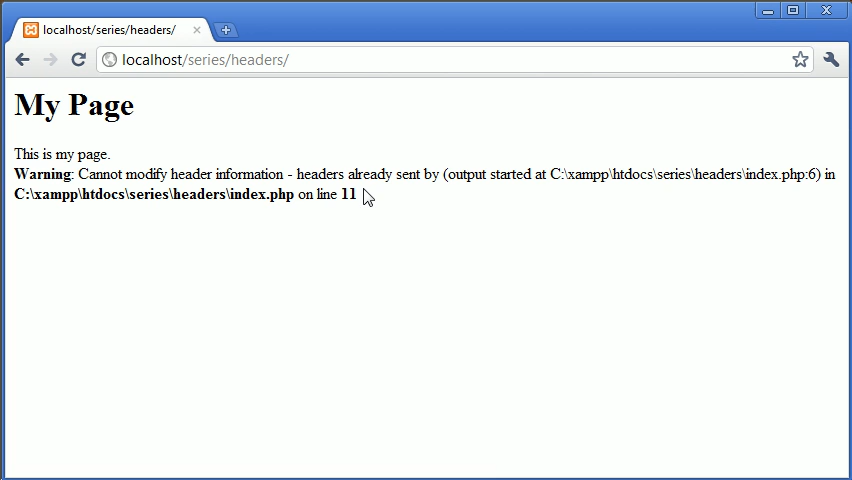 localhost/series/headers/
localhost/series/headers/
My Page
This is my page.
Warning: Cannot modify header information - headers already sent by (output started at C:\xampp\htdocs\series\headers\index.php:6) in
C:\xampp\htdocs\series\headers\index.php on line 11